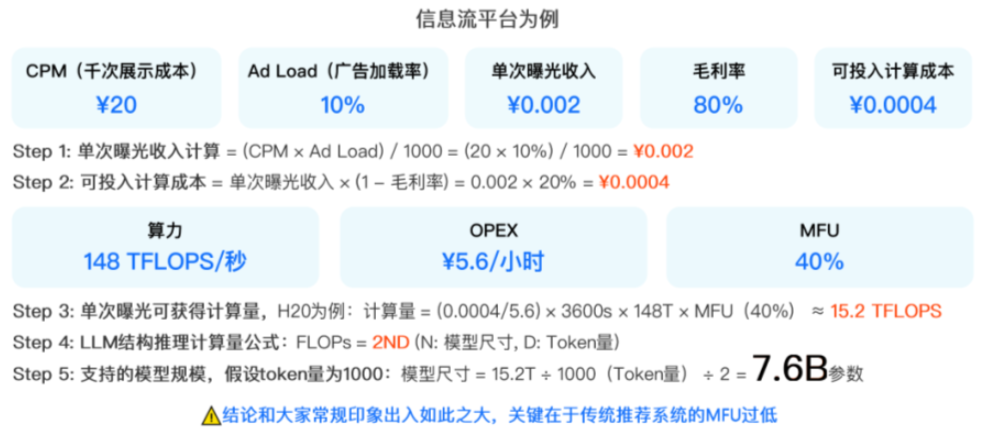 信息流平台为例
CPM（千次展示成本） Ad Load（广告加载率） 单次曝光收入 毛利率 可投入计算成本
¥20 10% ¥0.002 80% ¥0.0004
Step 1: 单次曝光收入计算 = (CPM × Ad Load) / 1000 = (20 × 10%) / 1000 = ¥0.002
Step 2: 可投入计算成本 = 单次曝光收入 × (1 – 毛利率) = 0.002 × 20% = ¥0.0004
算力 OPEX MFU
148 TFLOPS/秒 ¥5.6/小时 40%
Step 3: 单次曝光可获得计算量，H20为例：计算量 = (0.0004/5.6) × 3600s × 148T × MFU（40%） ≈ 15.2 TFLOPS
Step 4: LLM结构推理计算量公式：FLOPs = 2ND (N: 模型尺寸, D: Token量)
Step 5: 支持的模型规模，假设token量为1000：模型尺寸 = 15.2T ÷ 1000（Token量） ÷ 2 = 7.6B参数
⚠️结论和大家常规印象出入如此之大，关键在于传统推荐系统的MFU过低